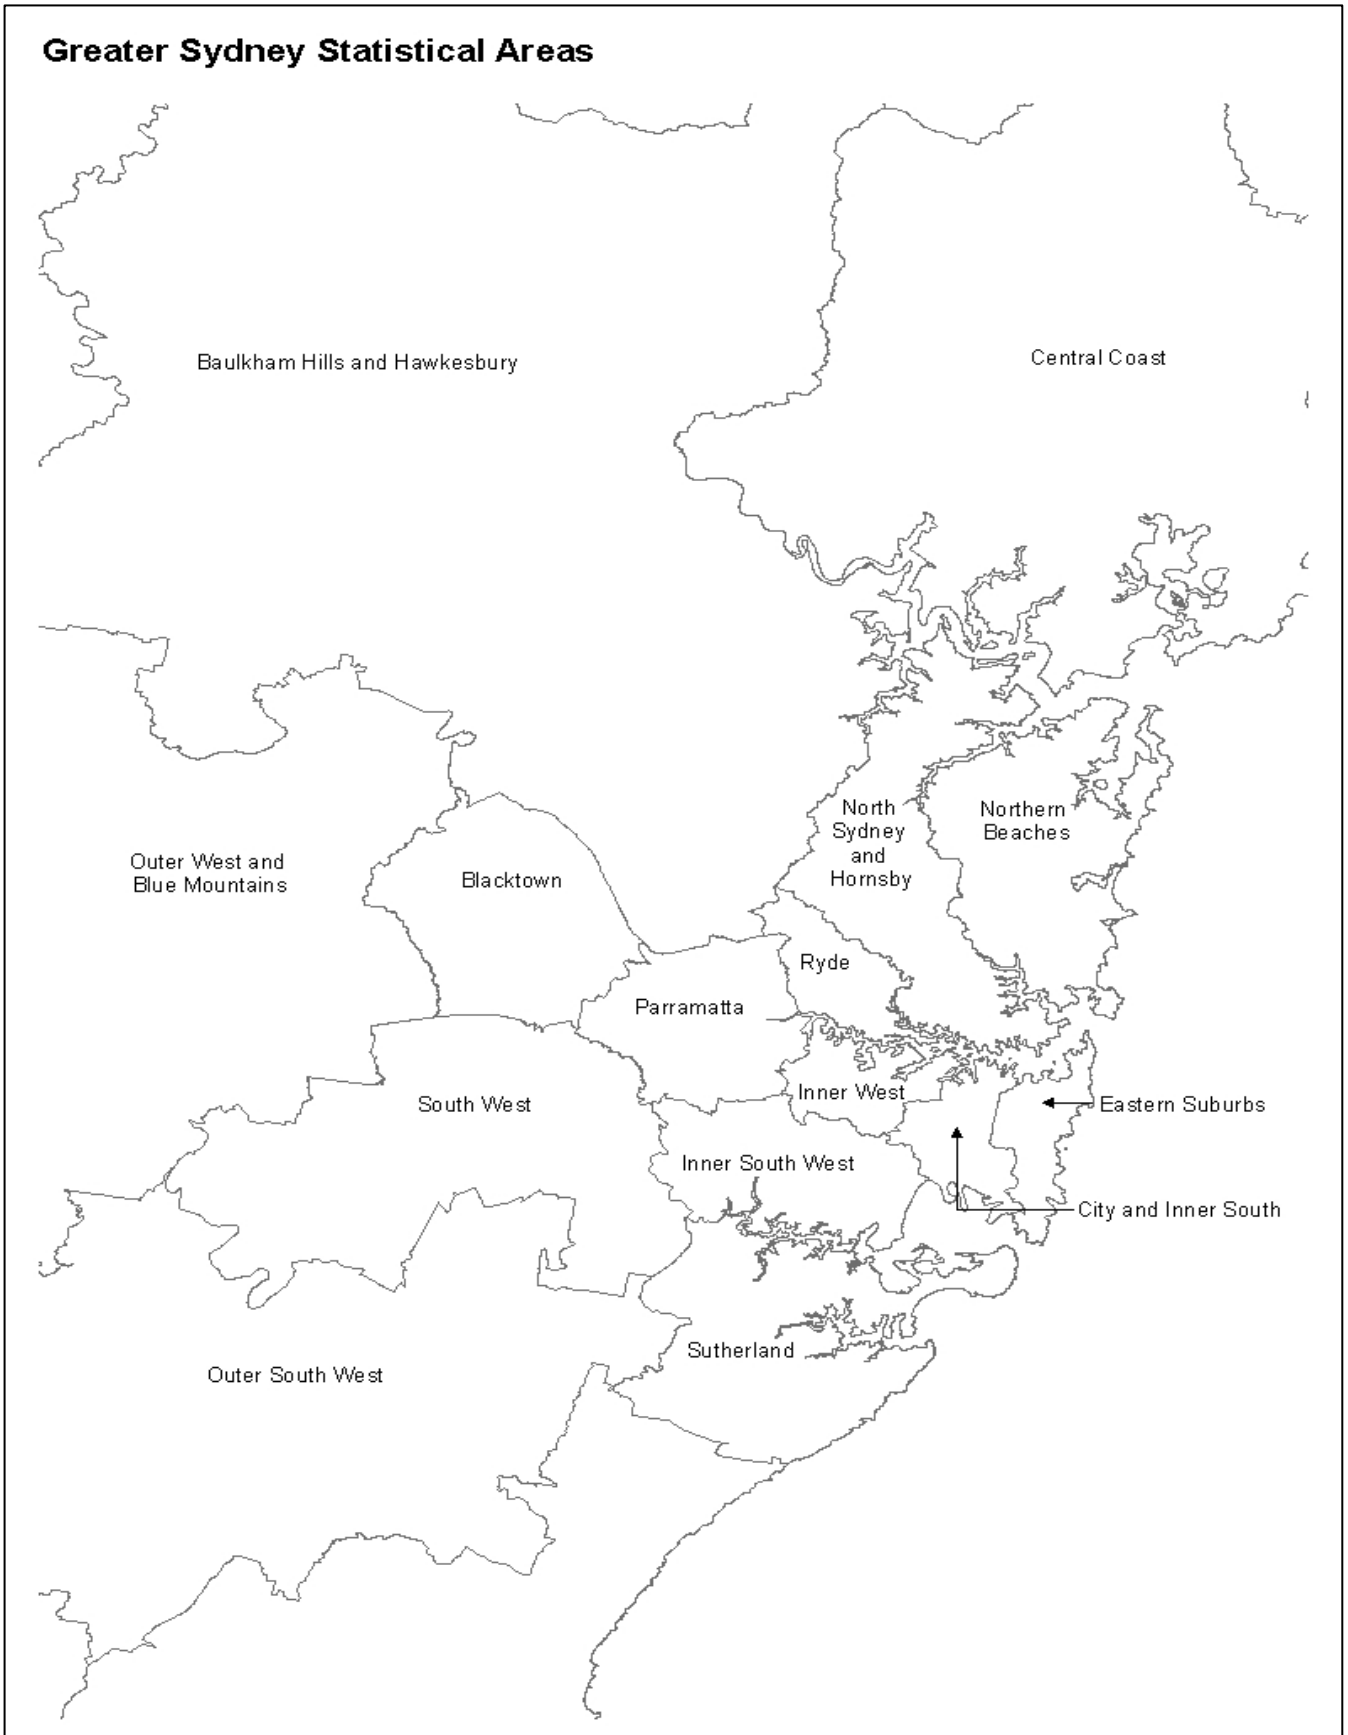 Greater Sydney Statistical Areas
Baulkham Hills and Hawkesbury
Central Coast
North
Sydney
and
Hornsby
Northern
Beaches
Outer West and
Blue Mountains
Blacktown
Ryde
Parramatta
Inner West
South West
Eastern Suburbs
Inner South West
City and Inner South
Sutherland
Outer South West